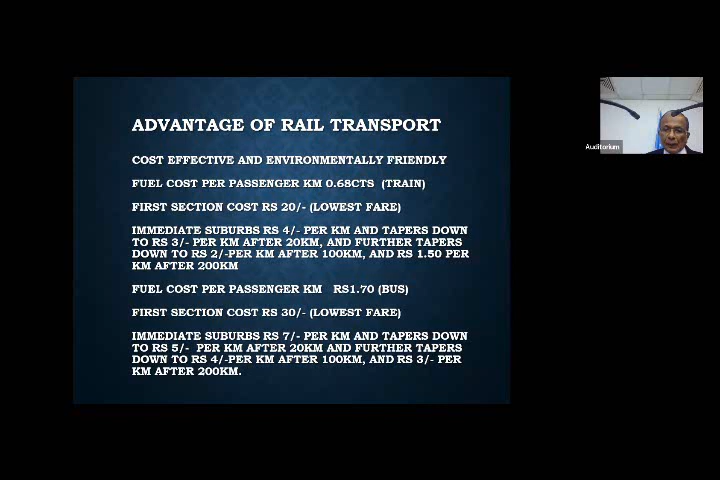 ADVANTAGE OF RAIL TRANSPORT
COST EFFECTIVE AND ENVIRONMENTALLY FRIENDLY
FUEL COST PER PASSENGER KM 0.68CTS (TRAIN)
FIRST SECTION COST RS 20/- (LOWEST FARE)
IMMEDIATE SUBURBS RS 4/- PER KM AND TAPERS DOWN
TO RS 3/- PER KM AFTER 20KM, AND FURTHER TAPERS
DOWN TO RS 2/-PER KM AFTER 100KM, AND RS 1.50 PER
KM AFTER 200KM
FUEL COST PER PASSENGER KM RS1.70 (BUS)
FIRST SECTION COST RS 30/- (LOWEST FARE)
IMMEDIATE SUBURBS RS 7/- PER KM AND TAPERS DOWN
TO RS 5/- PER KM AFTER 20KM AND FURTHER TAPERS
DOWN TO RS 4/-PER KM AFTER 100KM, AND RS 3/- PER
KM AFTER 200KM.
Auditorium